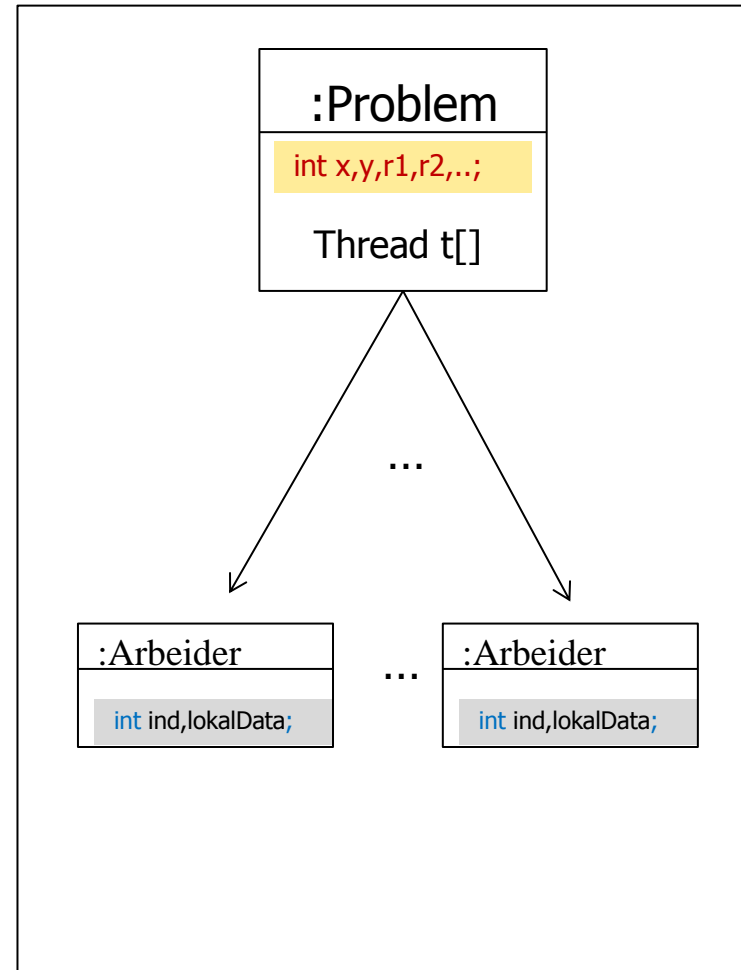 :Problem
int x,y,r1,r2,..;
Thread t[]
...
:Arbeider ... :Arbeider
int ind,lokalData; int ind,lokalData;